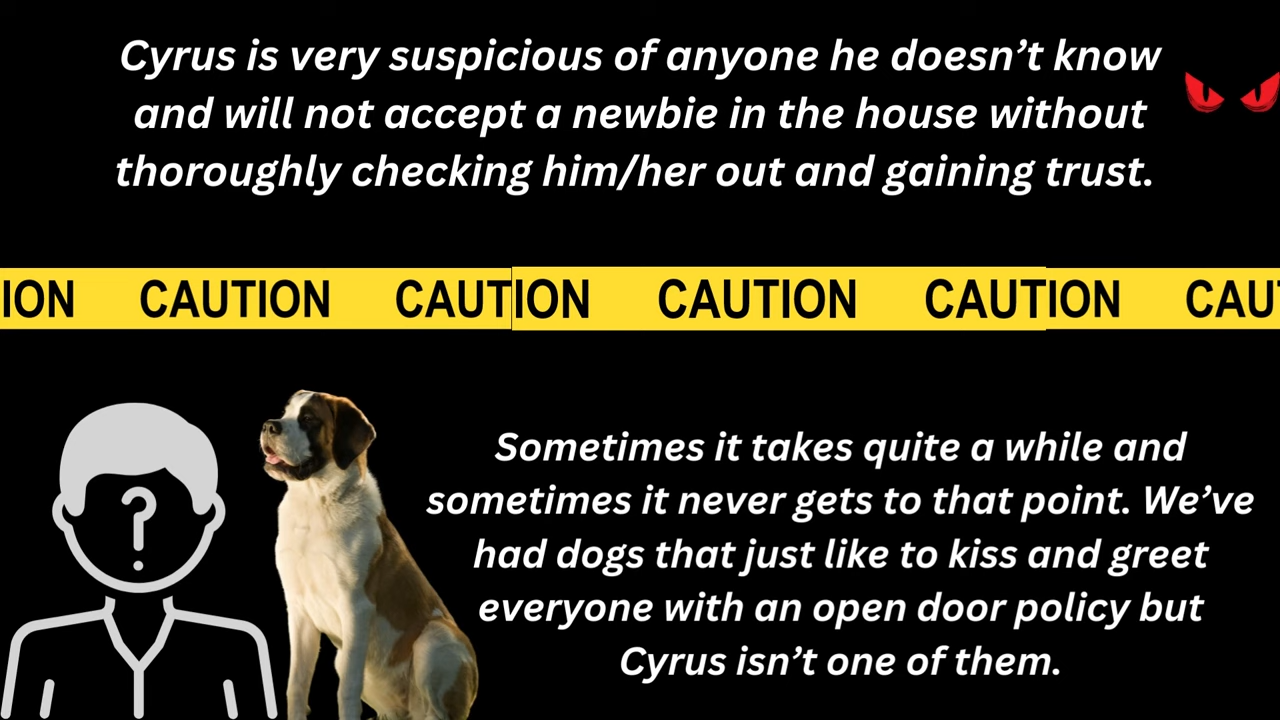 Cyrus is very suspicious of anyone he doesn’t know
and will not accept a newbie in the house without
thoroughly checking him/her out and gaining trust.
ION CAUTION CAUTION CAUTION CAUTION CAU
?
Sometimes it takes quite a while and
sometimes it never gets to that point. We’ve
had dogs that just like to kiss and greet
everyone with an open door policy but
Cyrus isn’t one of them.